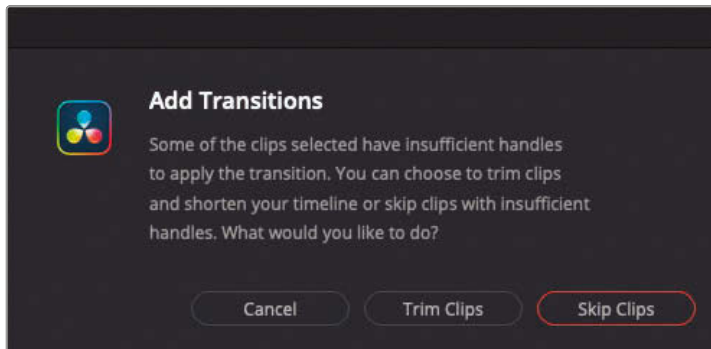 Add Transitions
Some of the clips selected have insufficient handles
to apply the transition. You can choose to trim clips
and shorten your timeline or skip clips with insufficient
handles. What would you like to do?
Cancel Trim Clips Skip Clips